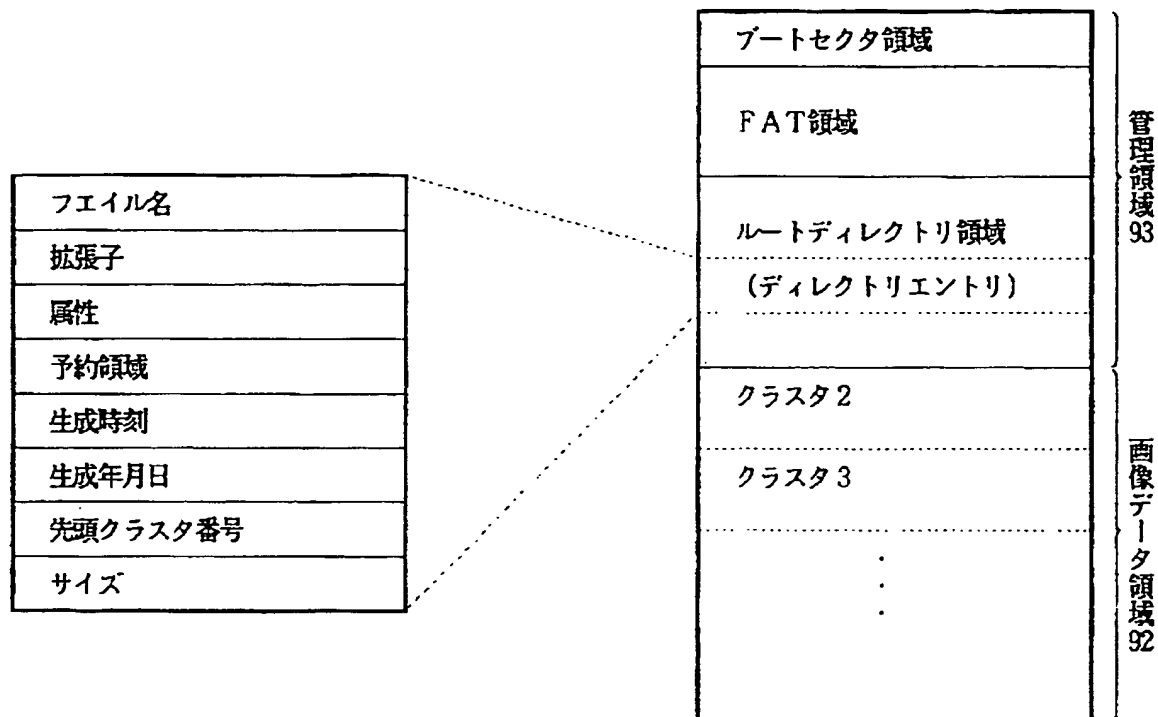 ブートセクタ領域
FAT領域
ルートディレクトリ領域
(ディレクトリエントリ)
クラスタ2
クラスタ3
管理領域93
画像データ領域92
フエイル名
拡張子
属性
予約領域
生成時刻
生成年月日
先頭クラスタ番号
サイズ